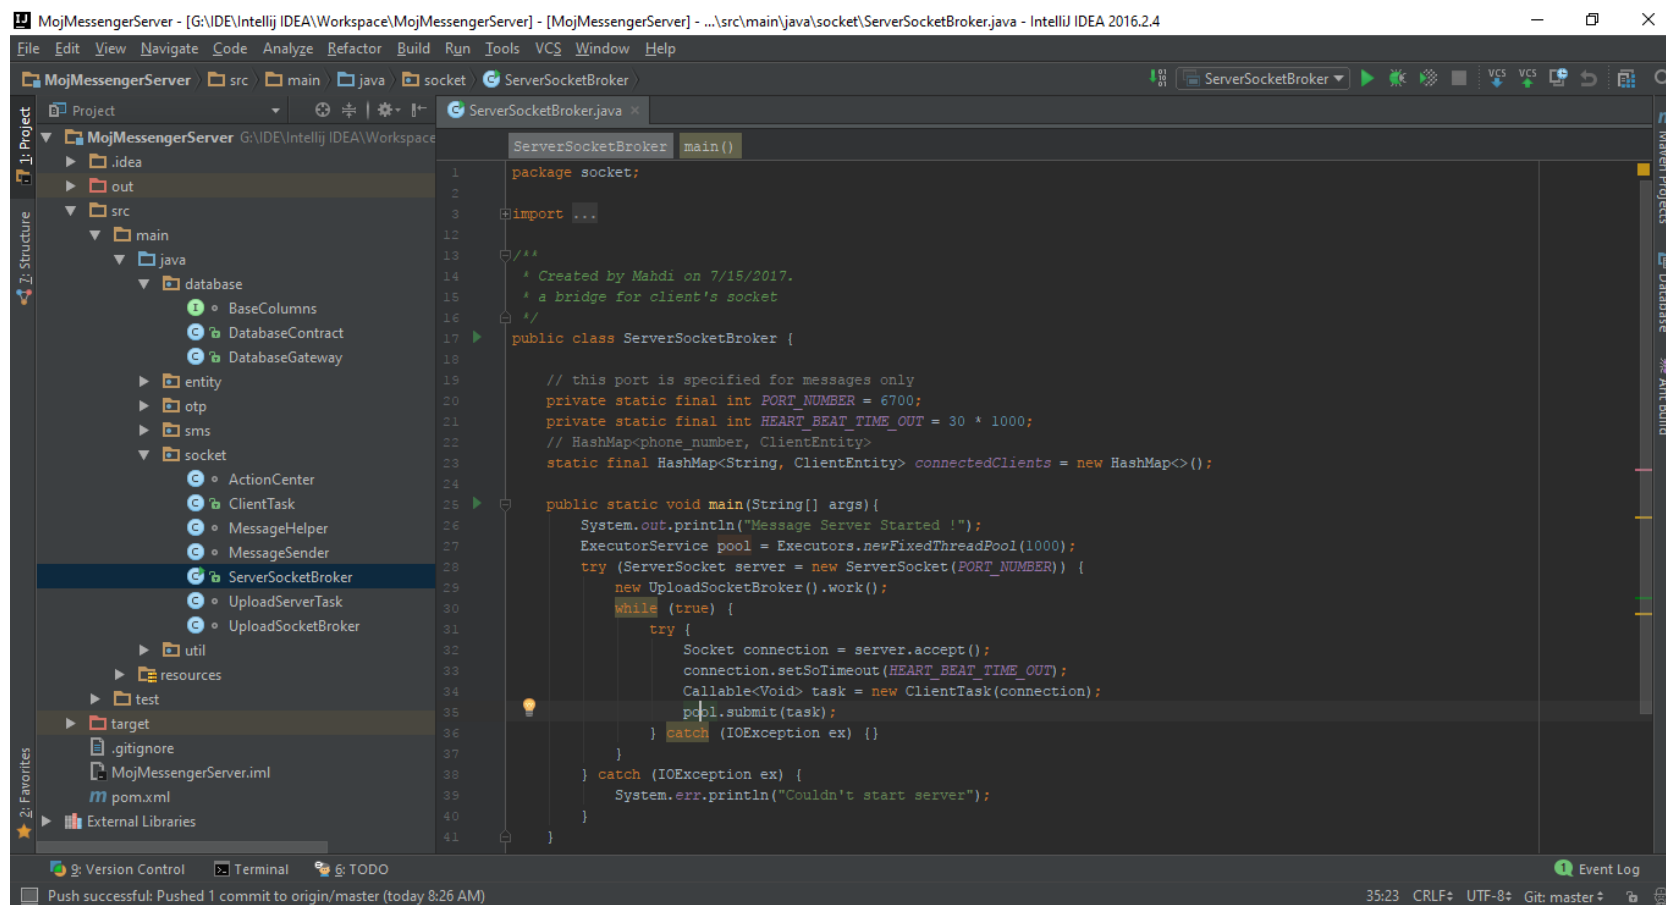 MojMessengerServer - [G:\IDE\Intellij IDEA\Workspace\MojMessengerServer] - [MojMessengerServer] - ...\src\main\java\socket\ServerSocketBroker.java - IntelliJ IDEA 2016.2.4
File Edit View Navigate Code Analyze Refactor Build Run Tools VCS Window Help
MojMessengerServer src main java socket ServerSocketBroker
ServerSocketBroker VCS VCS
1: Project
7: Structure
2: Favorites
Project
MojMessengerServer G:\IDE\Intellij IDEA\Workspace
.idea
out
src
main
java
database
BaseColumns
DatabaseContract
DatabaseGateway
entity
otp
sms
socket
ActionCenter
ClientTask
MessageHelper
MessageSender
ServerSocketBroker
UploadServerTask
UploadSocketBroker
util
resources
test
target
.gitignore
MojMessengerServer.iml
pom.xml
External Libraries
ServerSocketBroker.java
ServerSocketBroker main()
1 package socket;
2
3 import ...
12
13 /**
14 * Created by Mahdi on 7/15/2017.
15 * a bridge for client's socket
16 */
17 public class ServerSocketBroker {
18
19 // this port is specified for messages only
20 private static final int PORT_NUMBER = 6700;
21 private static final int HEART_BEAT_TIME_OUT = 30 * 1000;
22 // HashMap<phone_number, ClientEntity>
23 static final HashMap<String, ClientEntity> connectedClients = new HashMap<>();
24
25 public static void main(String[] args){
26 System.out.println("Message Server Started !");
27 ExecutorService pool = Executors.newFixedThreadPool(1000);
28 try (ServerSocket server = new ServerSocket(PORT_NUMBER)) {
29 new UploadSocketBroker().work();
30 while (true) {
31 try {
32 Socket connection = server.accept();
33 connection.setSoTimeout(HEART_BEAT_TIME_OUT);
34 Callable<Void> task = new ClientTask(connection);
35 pool.submit(task);
36 } catch (IOException ex) {}
37 }
38 } catch (IOException ex) {
39 System.err.println("Couldn't start server");
40 }
41 }
Maven Projects
Database
Ant Build
9: Version Control Terminal 6: TODO
1 Event Log
Push successful: Pushed 1 commit to origin/master (today 8:26 AM)
35:23 CRLF UTF-8 Git: master